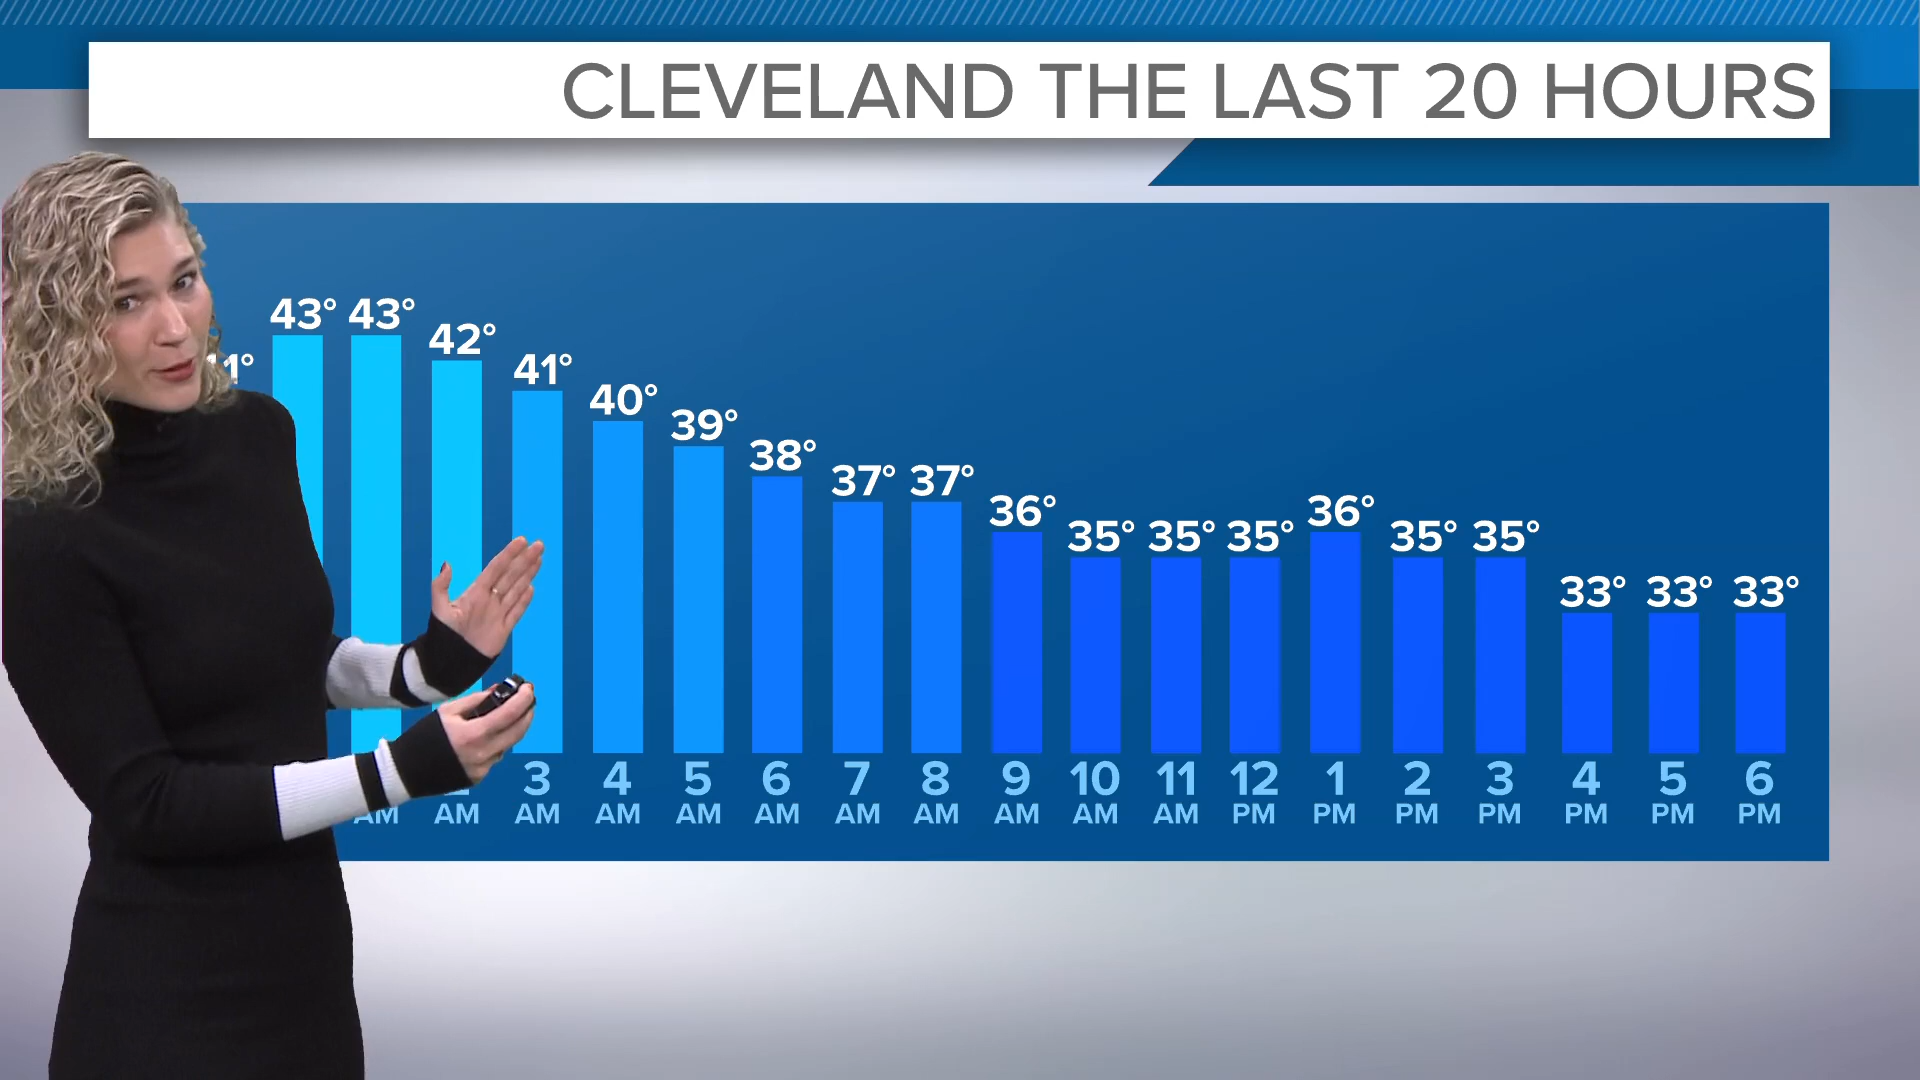 CLEVELAND THE LAST 20 HOURS
43° 43° 42° 41° 40° 39° 38° 37° 37° 36° 35° 35° 35° 36° 35° 35° 33° 33° 33°
3 4 5 6 7 8 9 10 11 12 1 2 3 4 5 6
AM AM AM AM AM AM AM AM AM AM AM PM PM PM PM PM PM PM